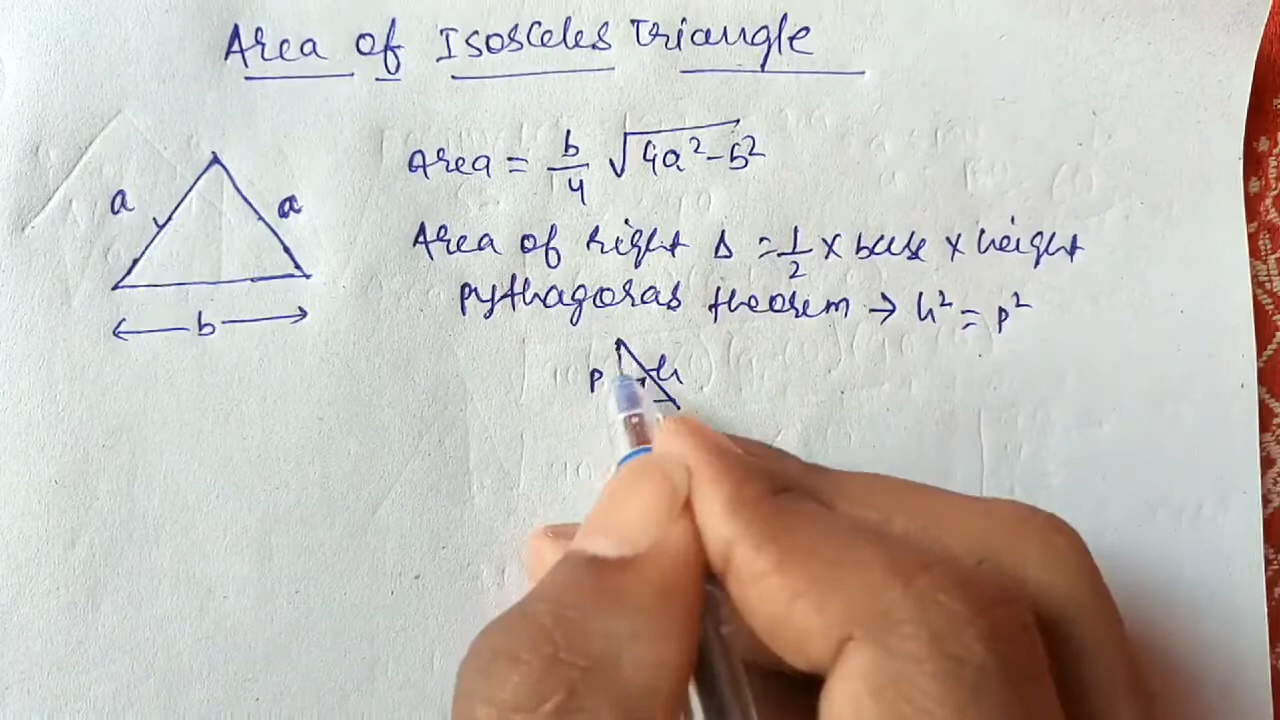 Area of Isosceles Triangle
Area = b/4 √4a²-b²
a
a
Area of right Δ = 1/2 × base × height
pythagoras theorem → h² = p²
b
p
h